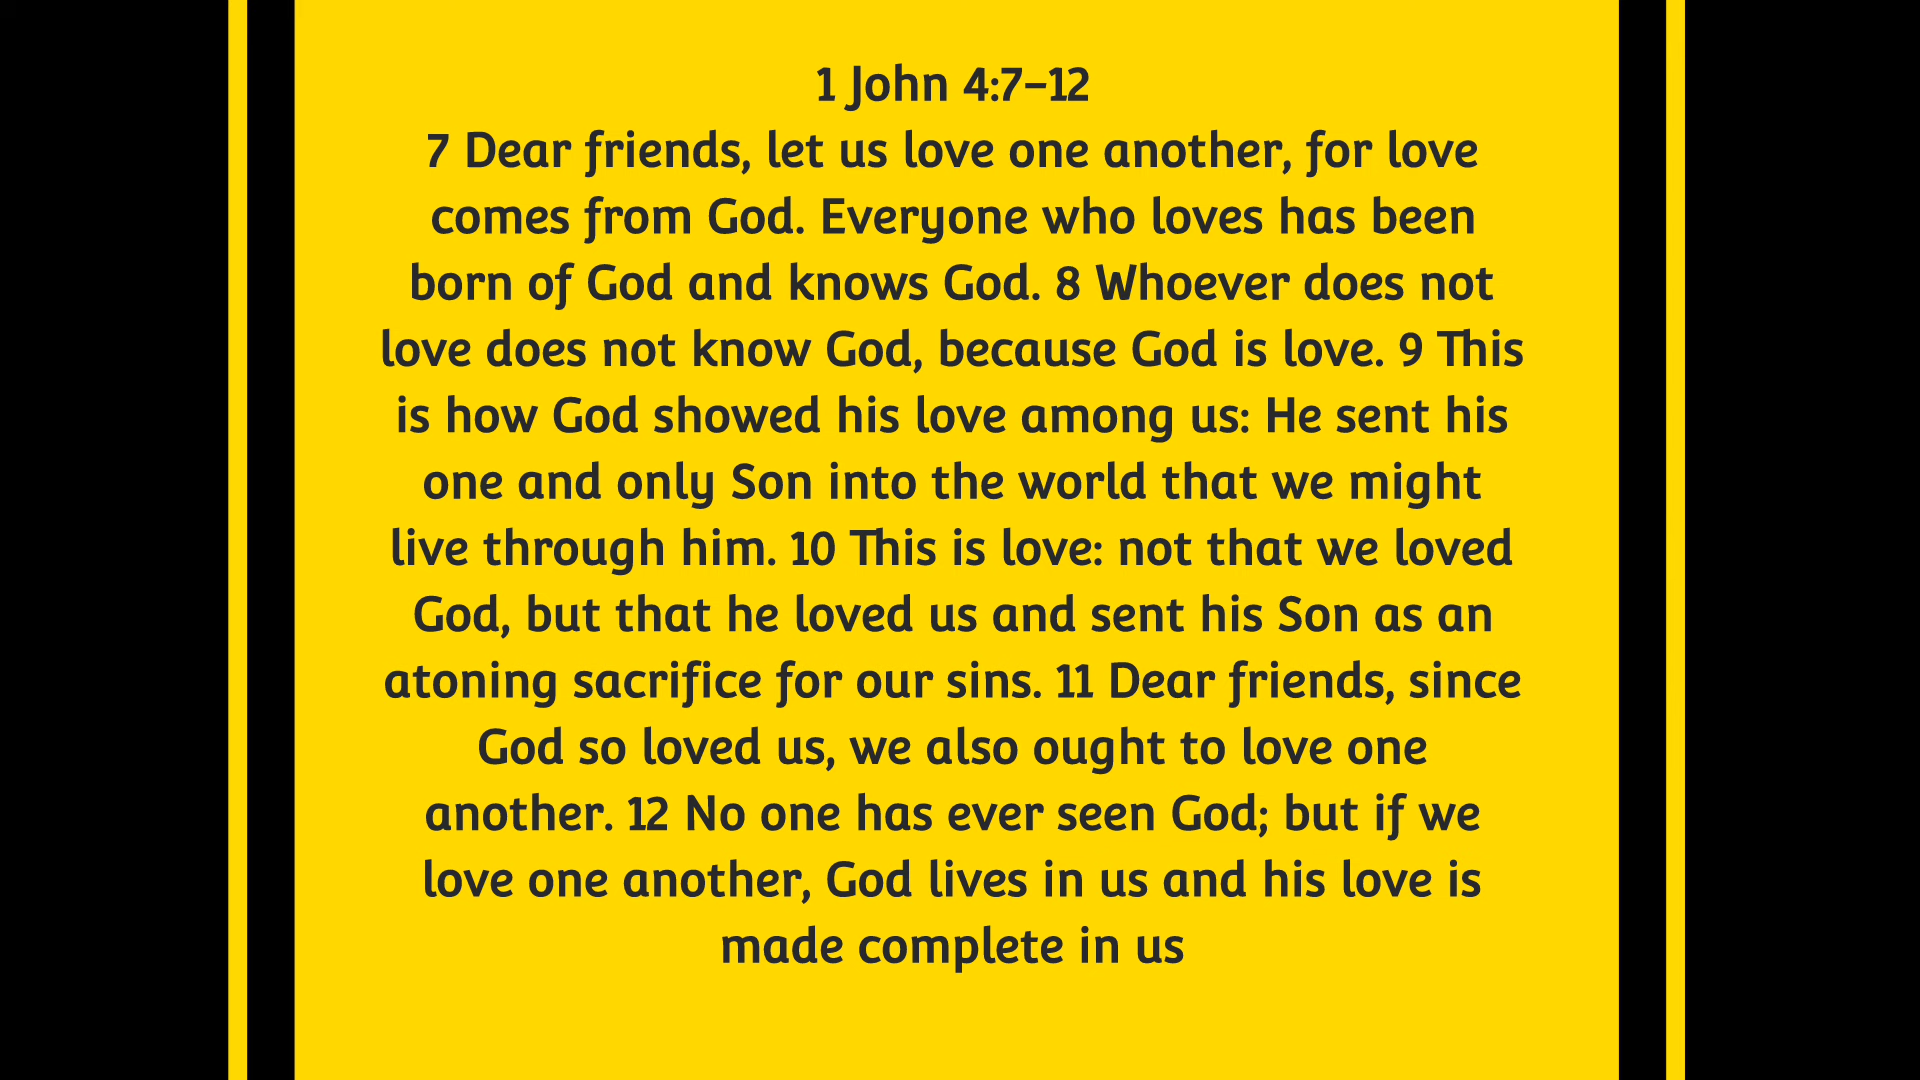 1 John 4:7–12
7 Dear friends, let us love one another, for love
comes from God. Everyone who loves has been
born of God and knows God. 8 Whoever does not
love does not know God, because God is love. 9 This
is how God showed his love among us: He sent his
one and only Son into the world that we might
live through him. 10 This is love: not that we loved
God, but that he loved us and sent his Son as an
atoning sacrifice for our sins. 11 Dear friends, since
God so loved us, we also ought to love one
another. 12 No one has ever seen God; but if we
love one another, God lives in us and his love is
made complete in us